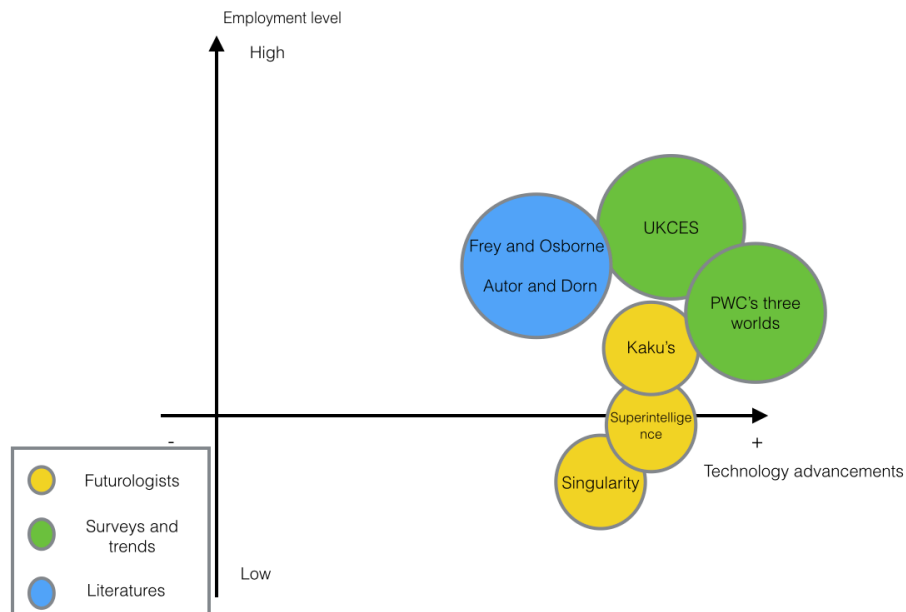 Employment level
High
UKCES
Frey and Osborne
Autor and Dorn
PWC's three
worlds
Kaku's
Superintellige
nce
-
+
Technology advancements
Singularity
Futurologists
Surveys and
trends
Low
Literatures